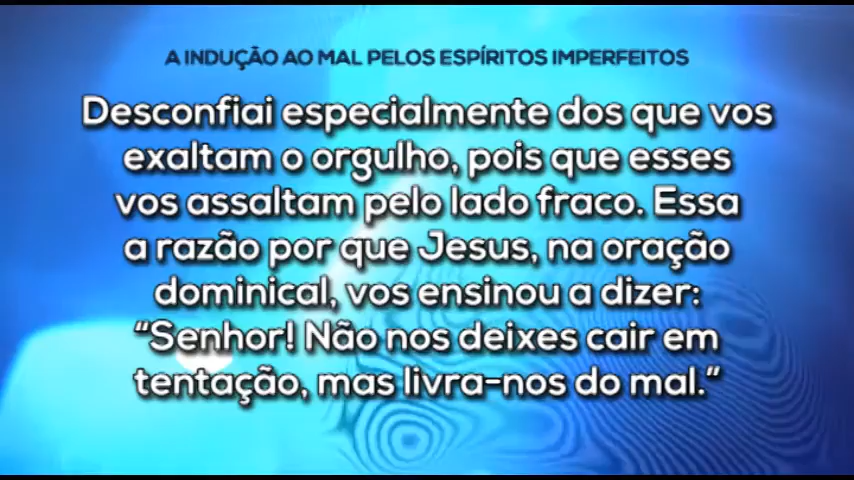 A INDUÇÃO AO MAL PELOS ESPÍRITOS IMPERFEITOS
Desconfiai especialmente dos que vos
exaltam o orgulho, pois que esses
vos assaltam pelo lado fraco. Essa
a razão por que Jesus, na oração
dominical, vos ensinou a dizer:
“Senhor! Não nos deixes cair em
tentação, mas livra-nos do mal.”